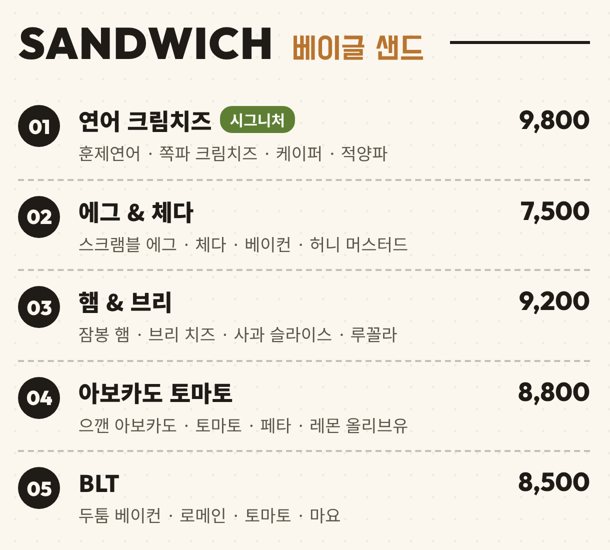 SANDWICH 베이글 샌드
01 연어 크림치즈 시그니처 9,800
훈제연어 · 쪽파 크림치즈 · 케이퍼 · 적양파
02 에그 & 체다 7,500
스크램블 에그 · 체다 · 베이컨 · 허니 머스터드
03 햄 & 브리 9,200
잠봉 햄 · 브리 치즈 · 사과 슬라이스 · 루꼴라
04 아보카도 토마토 8,800
으깬 아보카도 · 토마토 · 페타 · 레몬 올리브유
05 BLT 8,500
두툼 베이컨 · 로메인 · 토마토 · 마요